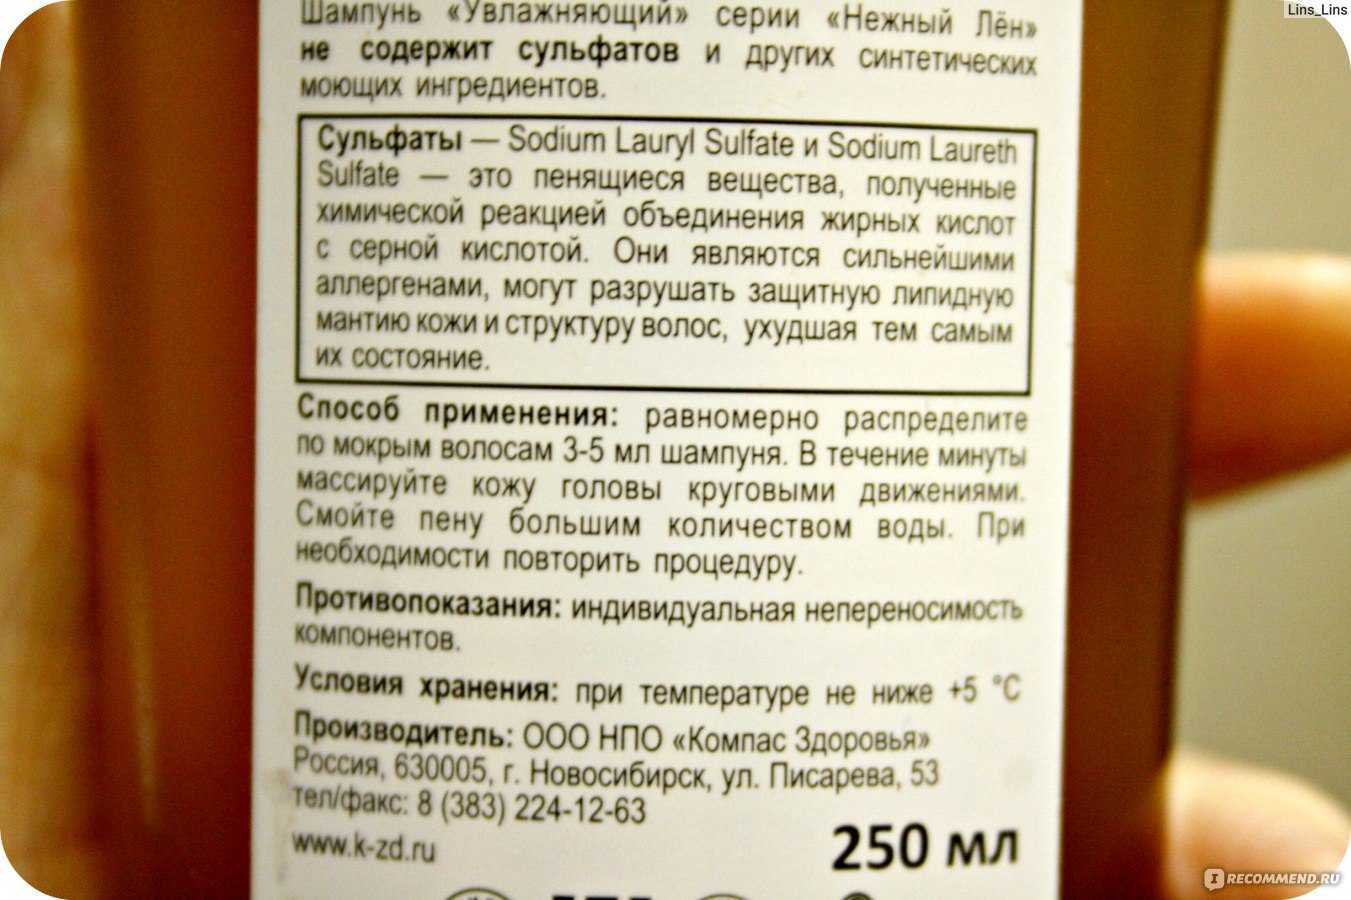 Lins_Lins
Шампунь «Увлажняющий» серии «Нежный Лён»
не содержит сульфатов и других синтетических
моющих ингредиентов.
Сульфаты — Sodium Lauryl Sulfate и Sodium Laureth
Sulfate — это пенящиеся вещества, полученные
химической реакцией объединения жирных кислот
с серной кислотой. Они являются сильнейшими
аллергенами, могут разрушать защитную липидную
мантию кожи и структуру волос, ухудшая тем самым
их состояние.
Способ применения: равномерно распределите
по мокрым волосам 3-5 мл шампуня. В течение минуты
массируйте кожу головы круговыми движениями.
Смойте пену большим количеством воды. При
необходимости повторить процедуру.
Противопоказания: индивидуальная непереносимость
компонентов.
Условия хранения: при температуре не ниже +5 °C
Производитель: ООО НПО «Компас Здоровья»
Россия, 630005, г. Новосибирск, ул. Писарева, 53
тел/факс: 8 (383) 224-12-63
www.k-zd.ru
250 мл
IRECOMMEND.RU